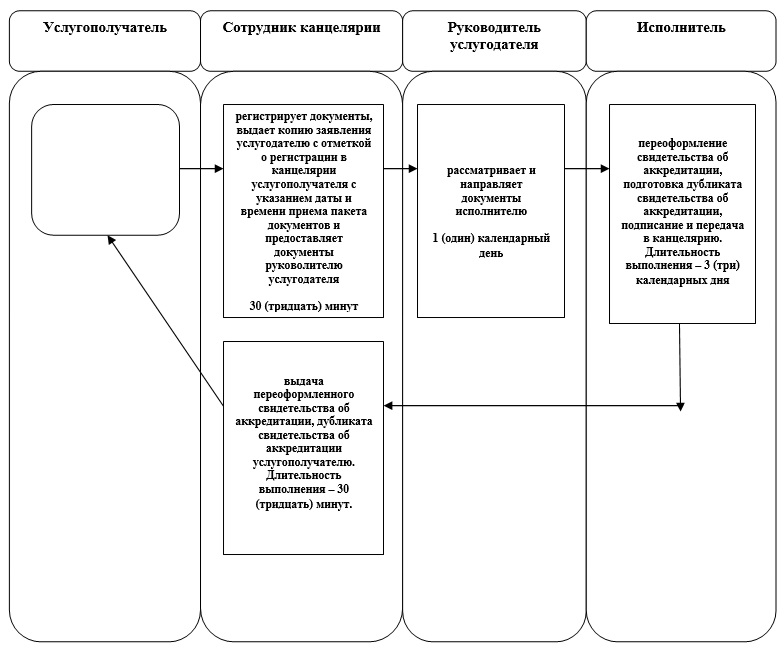 Услугополучатель
Сотрудник канцелярии
Руководитель
услугодателя
Исполнитель
регистрирует документы,
выдает копию заявления
услугодателю с отметкой
о регистрации в
канцелярии
услугополучателя с
указанием даты и
времени приема пакета
документов и
предоставляет
документы
руководителю
услугодателя
30 (тридцать) минут
рассматривает и
направляет
документы
исполнителю
1 (один) календарный
день
переоформление
свидетельства об
аккредитации,
подготовка дубликата
свидетельства об
аккредитации,
подписание и передача
в канцелярию.
Длительность
выполнения – 3 (три)
календарных дня
выдача
переоформленного
свидетельства об
аккредитации, дубликата
свидетельства об
аккредитации
услугополучателю.
Длительность
выполнения – 30
(тридцать) минут.